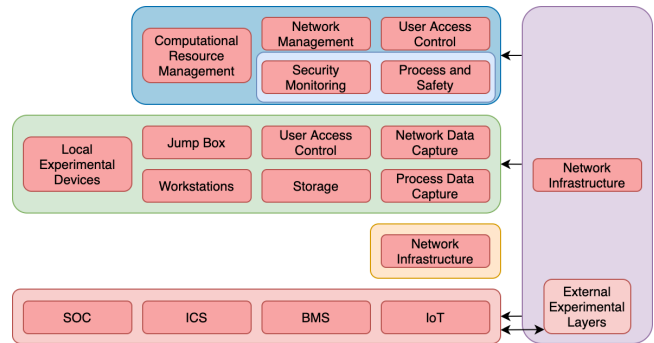 Computational
Resource
Management
Network
Management
User Access
Control
Security
Monitoring
Process and
Safety
Local
Experimental
Devices
Jump Box
User Access
Control
Network Data
Capture
Workstations
Storage
Process Data
Capture
Network
Infrastructure
Network
Infrastructure
SOC
ICS
BMS
IoT
External
Experimental
Layers